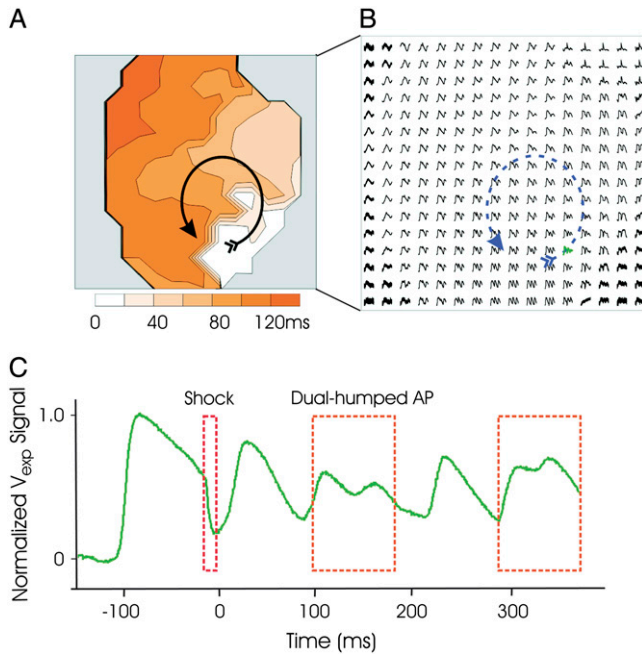 A
B
0 40 80 120ms
C
Shock Dual-humped AP
Normalized Vexp Signal
1.0
0
-100 0 100 200 300
Time (ms)